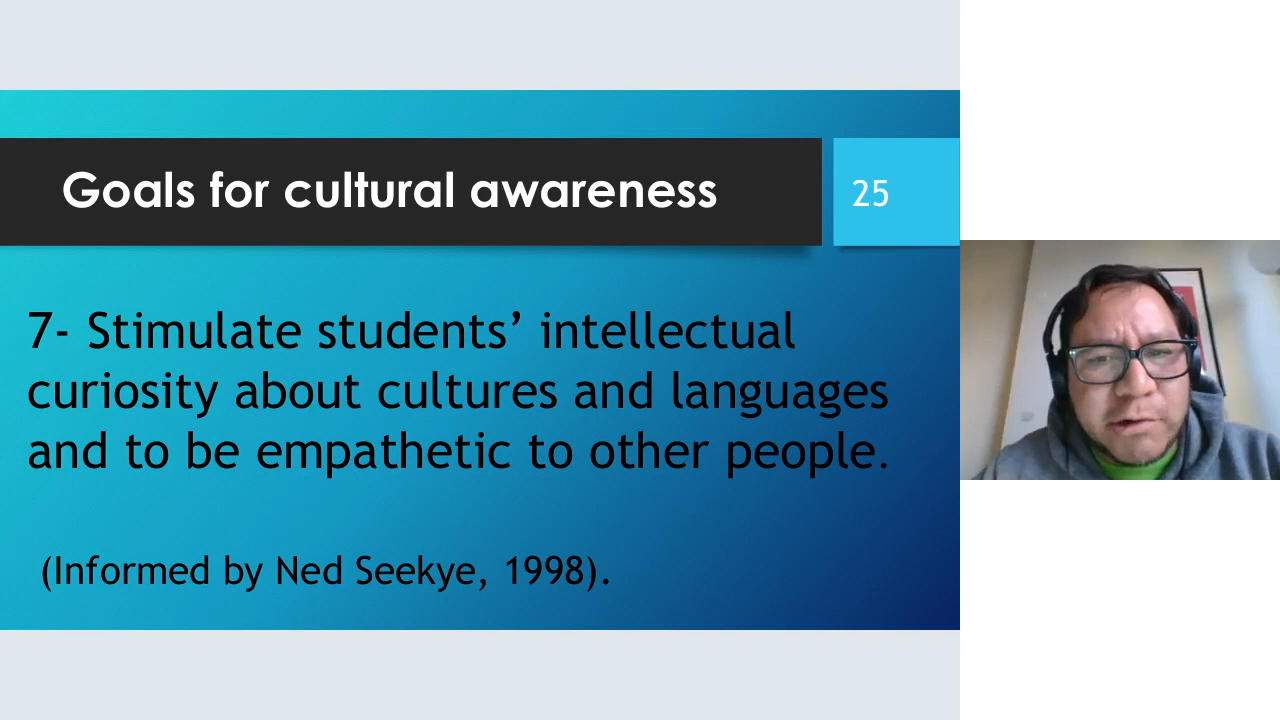 Goals for cultural awareness
25
7- Stimulate students’ intellectual
curiosity about cultures and languages
and to be empathetic to other people.
(Informed by Ned Seekye, 1998).